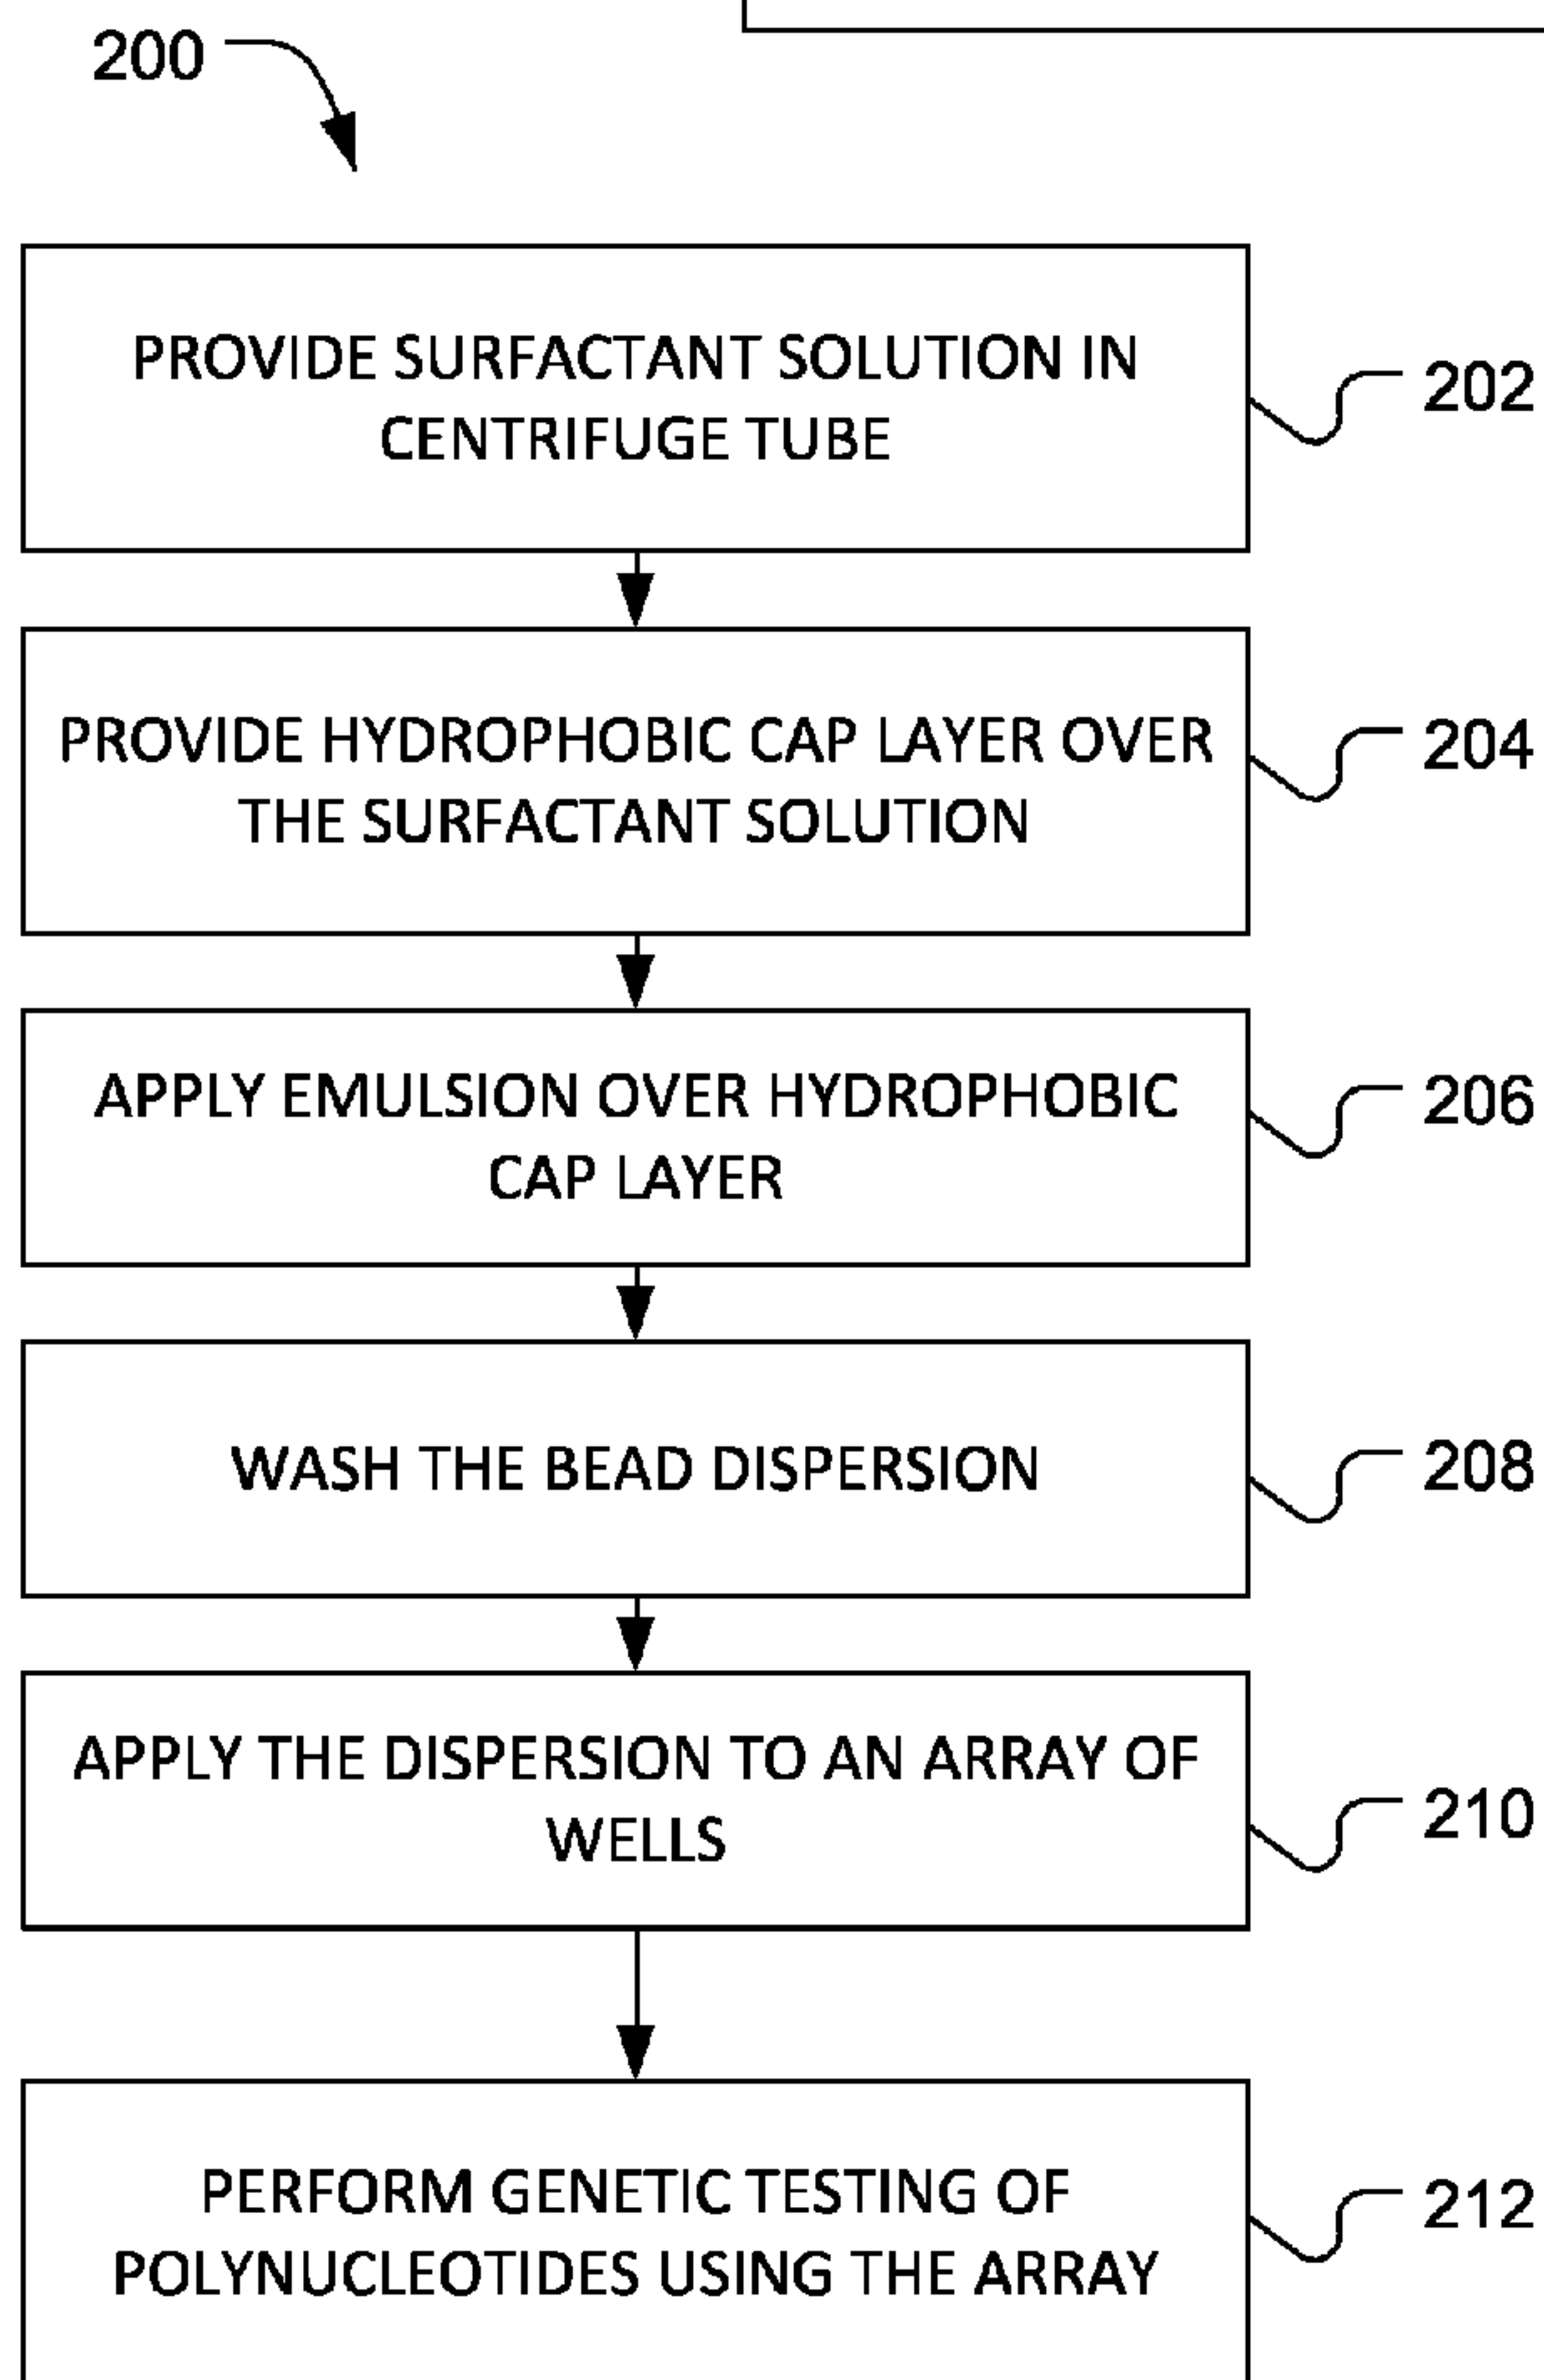 200
PROVIDE SURFACTANT SOLUTION IN
CENTRIFUGE TUBE
202
PROVIDE HYDROPHOBIC CAP LAYER OVER
THE SURFACTANT SOLUTION
204
APPLY EMULSION OVER HYDROPHOBIC
CAP LAYER
206
WASH THE BEAD DISPERSION
208
APPLY THE DISPERSION TO AN ARRAY OF
WELLS
210
PERFORM GENETIC TESTING OF
POLYNUCLEOTIDES USING THE ARRAY
212